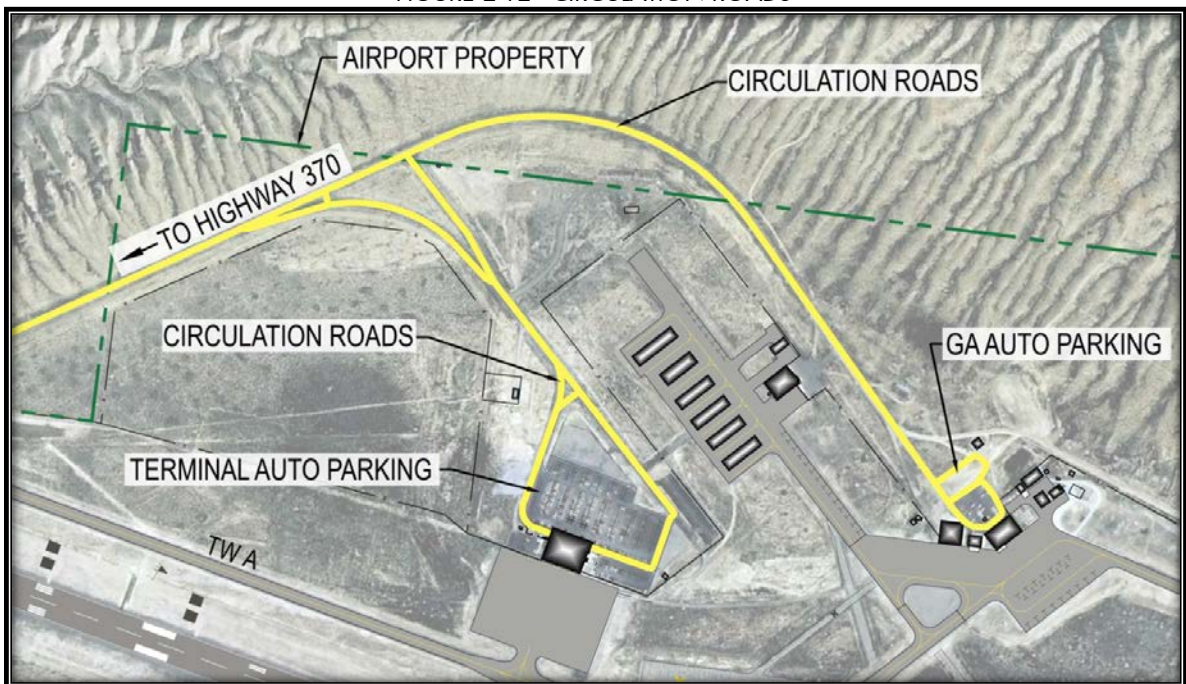 AIRPORT PROPERTY
CIRCULATION ROADS
TO HIGHWAY 370
CIRCULATION ROADS
GA AUTO PARKING
TERMINAL AUTO PARKING
TW A